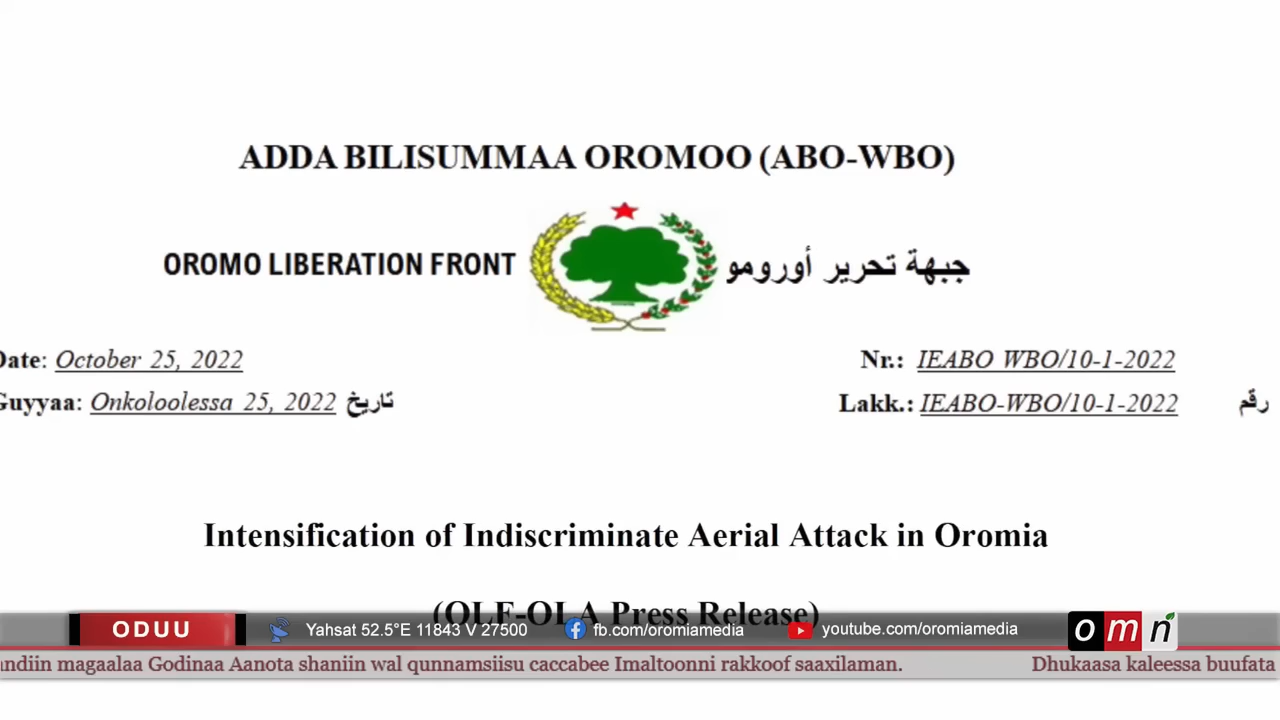 ADDA BILISUMMAA OROMOO (ABO-WBO)
OROMO LIBERATION FRONT جبهة تحرير أورومو
Date: October 25, 2022 Nr.: IEABO WBO/10-1-2022
Guyyaa: Onkoloolessa 25, 2022 تاريخ Lakk.: IEABO-WBO/10-1-2022 رقم
Intensification of Indiscriminate Aerial Attack in Oromia
(OLF-OLA Press Release)
ODUU Yahsat 52.5°E 11843 V 27500 fb.com/oromiamedia youtube.com/oromiamedia omn
magaalaa Godinaa Aanota shaniin wal qunnamsiisu caccabee Imaltoonni rakkoof saaxilaman. Dhukaasa kaleessa buufata